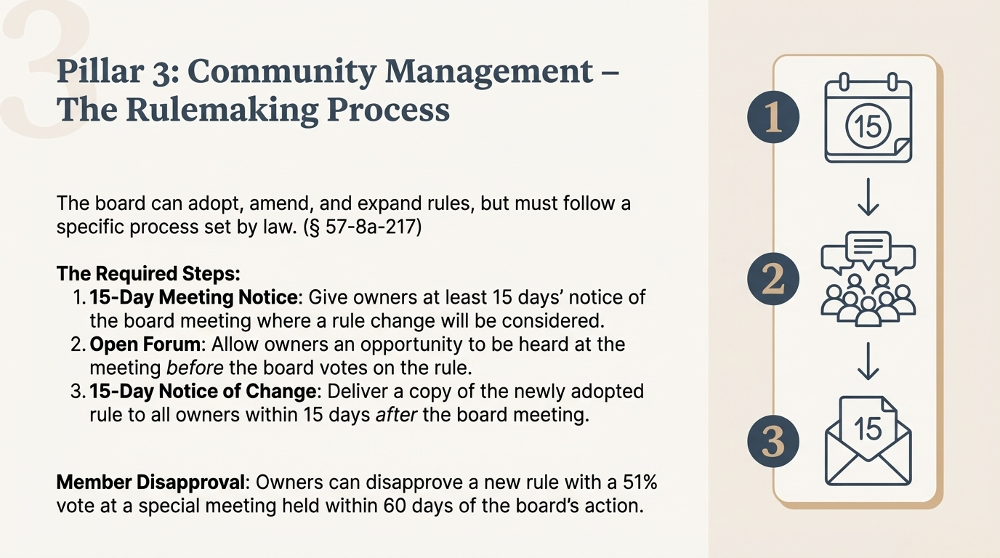 3
Pillar 3: Community Management –
The Rulemaking Process
The board can adopt, amend, and expand rules, but must follow a
specific process set by law. (§ 57-8a-217)
The Required Steps:
1. 15-Day Meeting Notice: Give owners at least 15 days’ notice of
the board meeting where a rule change will be considered.
2. Open Forum: Allow owners an opportunity to be heard at the
meeting before the board votes on the rule.
3. 15-Day Notice of Change: Deliver a copy of the newly adopted
rule to all owners within 15 days after the board meeting.
Member Disapproval: Owners can disapprove a new rule with a 51%
vote at a special meeting held within 60 days of the board’s action.
1
15
2
3
15